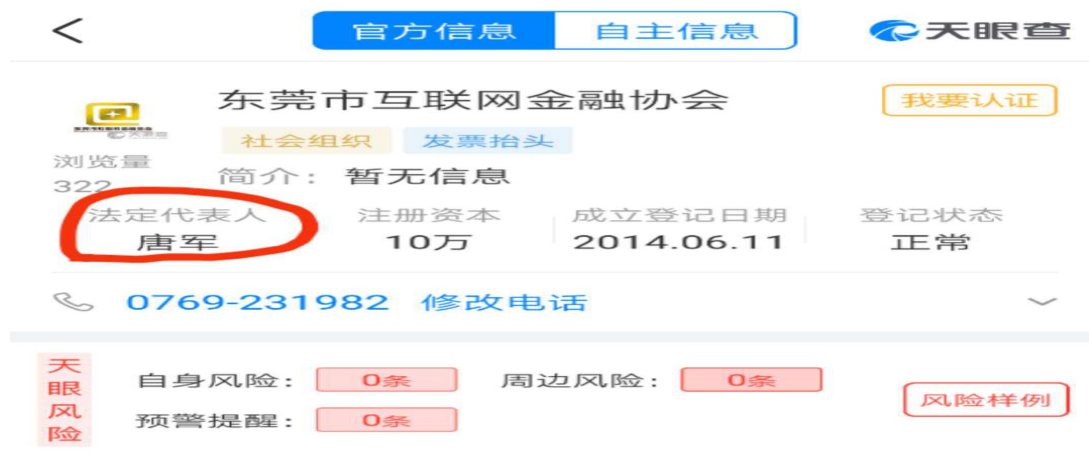 官方信息 自主信息 天眼查
东莞市互联网金融协会 我要认证
社会组织 发票抬头
浏览量
322
简介：暂无信息
法定代表人 注册资本 成立登记日期 登记状态
唐军 10万 2014.06.11 正常
0769-231982 修改电话
天眼风险
自身风险： 0条 周边风险： 0条
预警提醒： 0条
风险样例